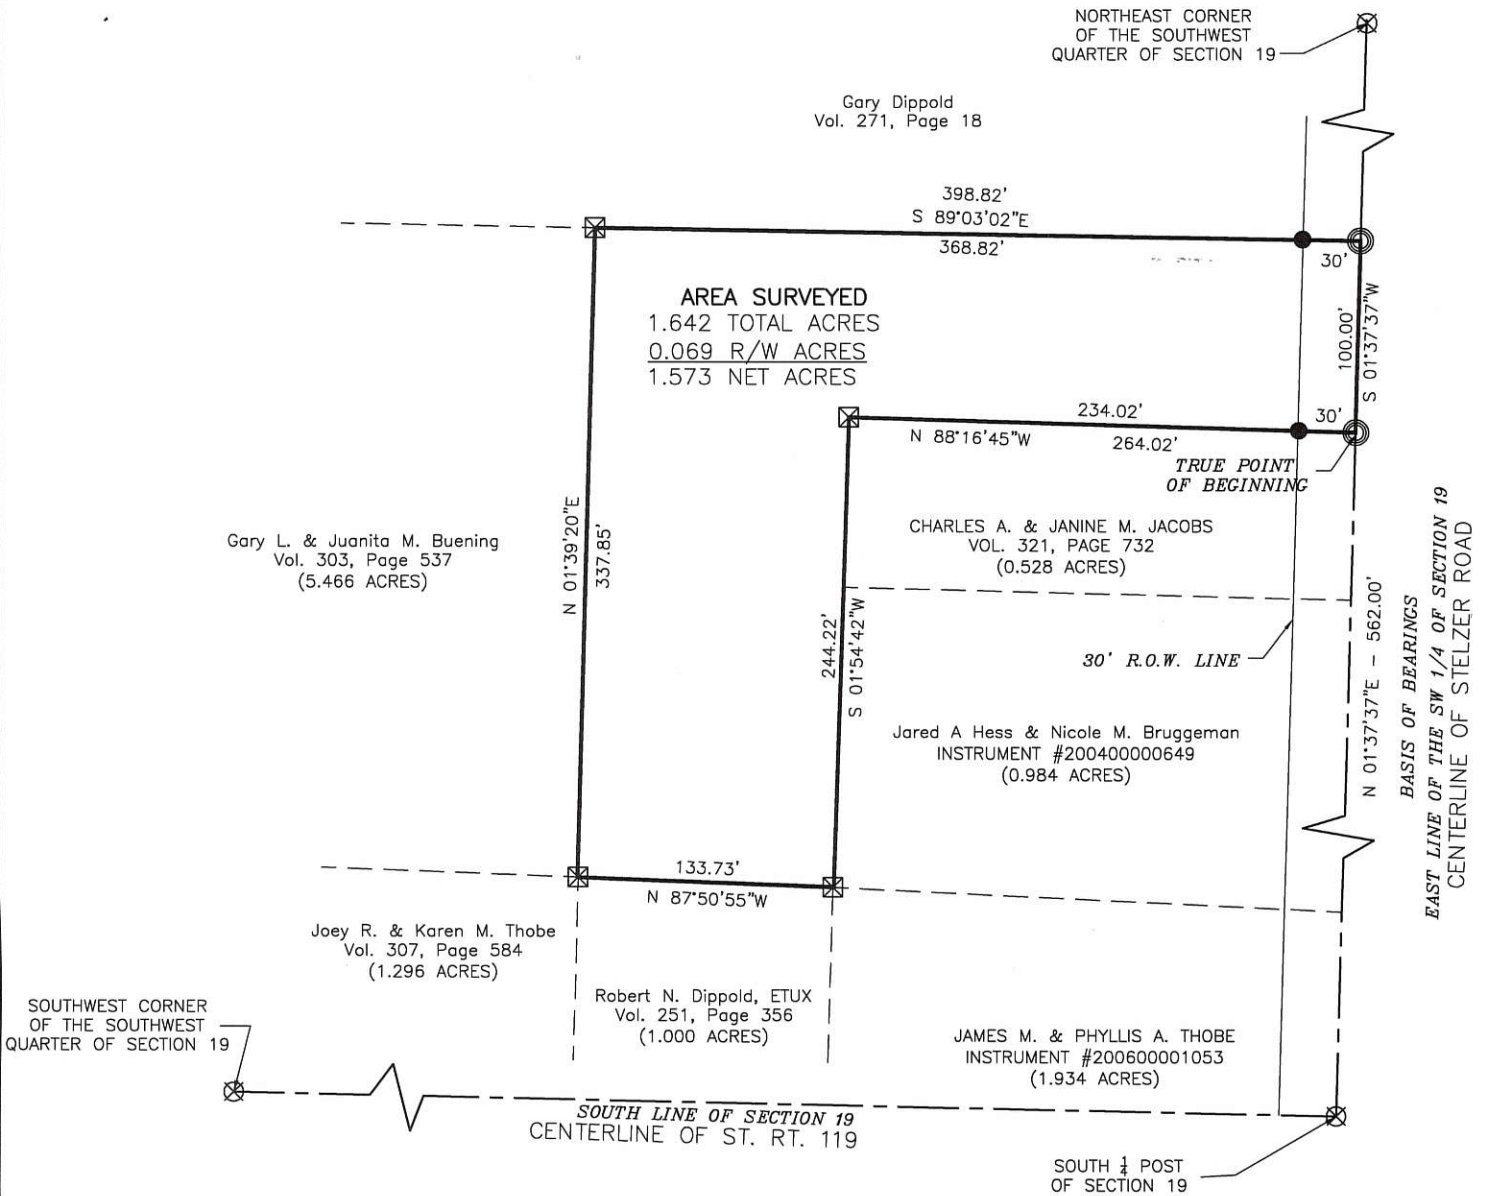 NORTHEAST CORNER
OF THE SOUTHWEST
QUARTER OF SECTION 19
Gary Dippold
Vol. 271, Page 18
398.82'
S 89°03'02"E
368.82'
30'
AREA SURVEYED
1.642 TOTAL ACRES
0.069 R/W ACRES
1.573 NET ACRES
100.00'
S 01°37'37"W
234.02'
30'
N 88°16'45"W
264.02'
TRUE POINT
OF BEGINNING
Gary L. & Juanita M. Buening
Vol. 303, Page 537
(5.466 ACRES)
N 01°39'20"E
337.85'
CHARLES A. & JANINE M. JACOBS
VOL. 321, PAGE 732
(0.528 ACRES)
244.22'
S 01°54'42"W
30' R.O.W. LINE
Jared A Hess & Nicole M. Bruggeman
INSTRUMENT #200400000649
(0.984 ACRES)
N 01°37'37"E - 562.00'
BASIS OF BEARINGS
EAST LINE OF THE SW 1/4 OF SECTION 19
CENTERLINE OF STELZER ROAD
133.73'
N 87°50'55"W
Joey R. & Karen M. Thobe
Vol. 307, Page 584
(1.296 ACRES)
Robert N. Dippold, ETUX
Vol. 251, Page 356
(1.000 ACRES)
JAMES M. & PHYLLIS A. THOBE
INSTRUMENT #200600001053
(1.934 ACRES)
SOUTHWEST CORNER
OF THE SOUTHWEST
QUARTER OF SECTION 19
SOUTH LINE OF SECTION 19
CENTERLINE OF ST. RT. 119
SOUTH 1/4 POST
OF SECTION 19